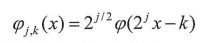 φ_{j,k}(x) = 2^{j/2} φ(2^j x − k)